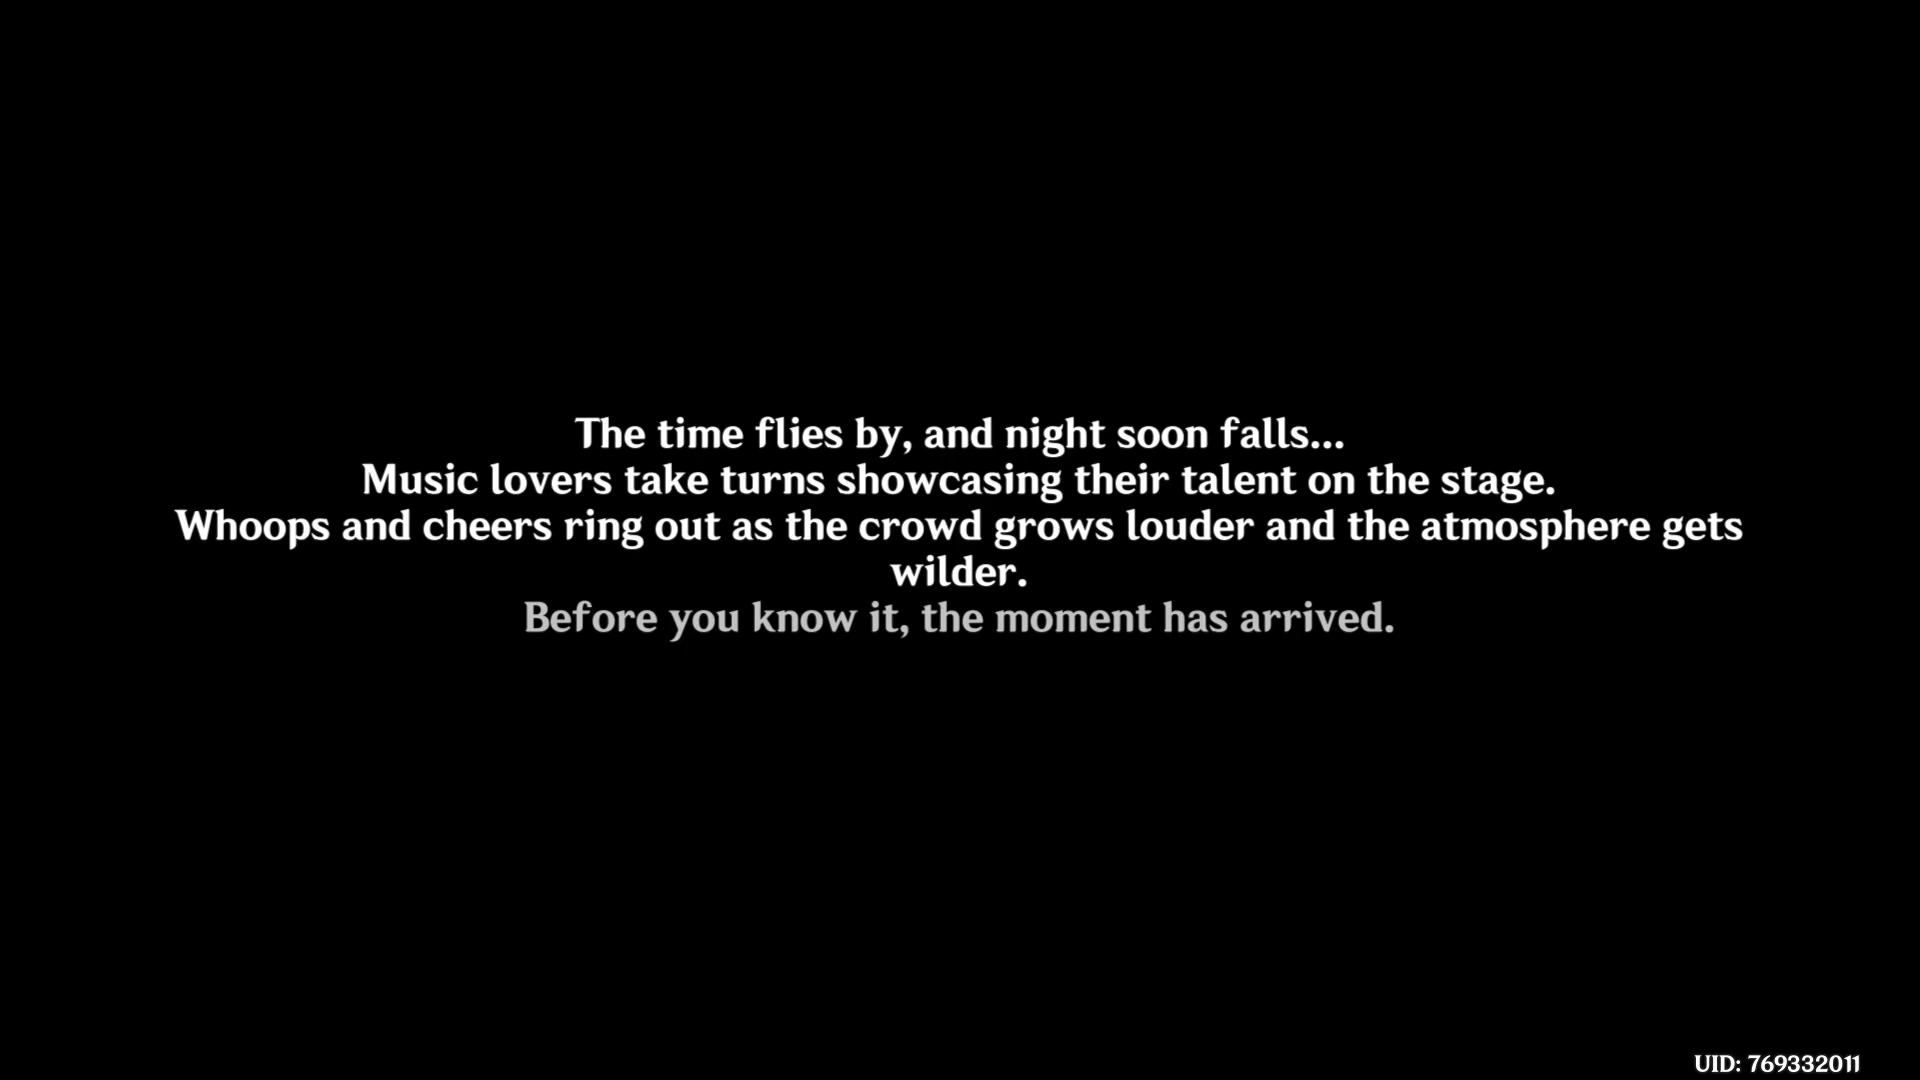 The time flies by, and night soon falls...
Music lovers take turns showcasing their talent on the stage.
Whoops and cheers ring out as the crowd grows louder and the atmosphere gets
wilder.
Before you know it, the moment has arrived.
UID: 769332011